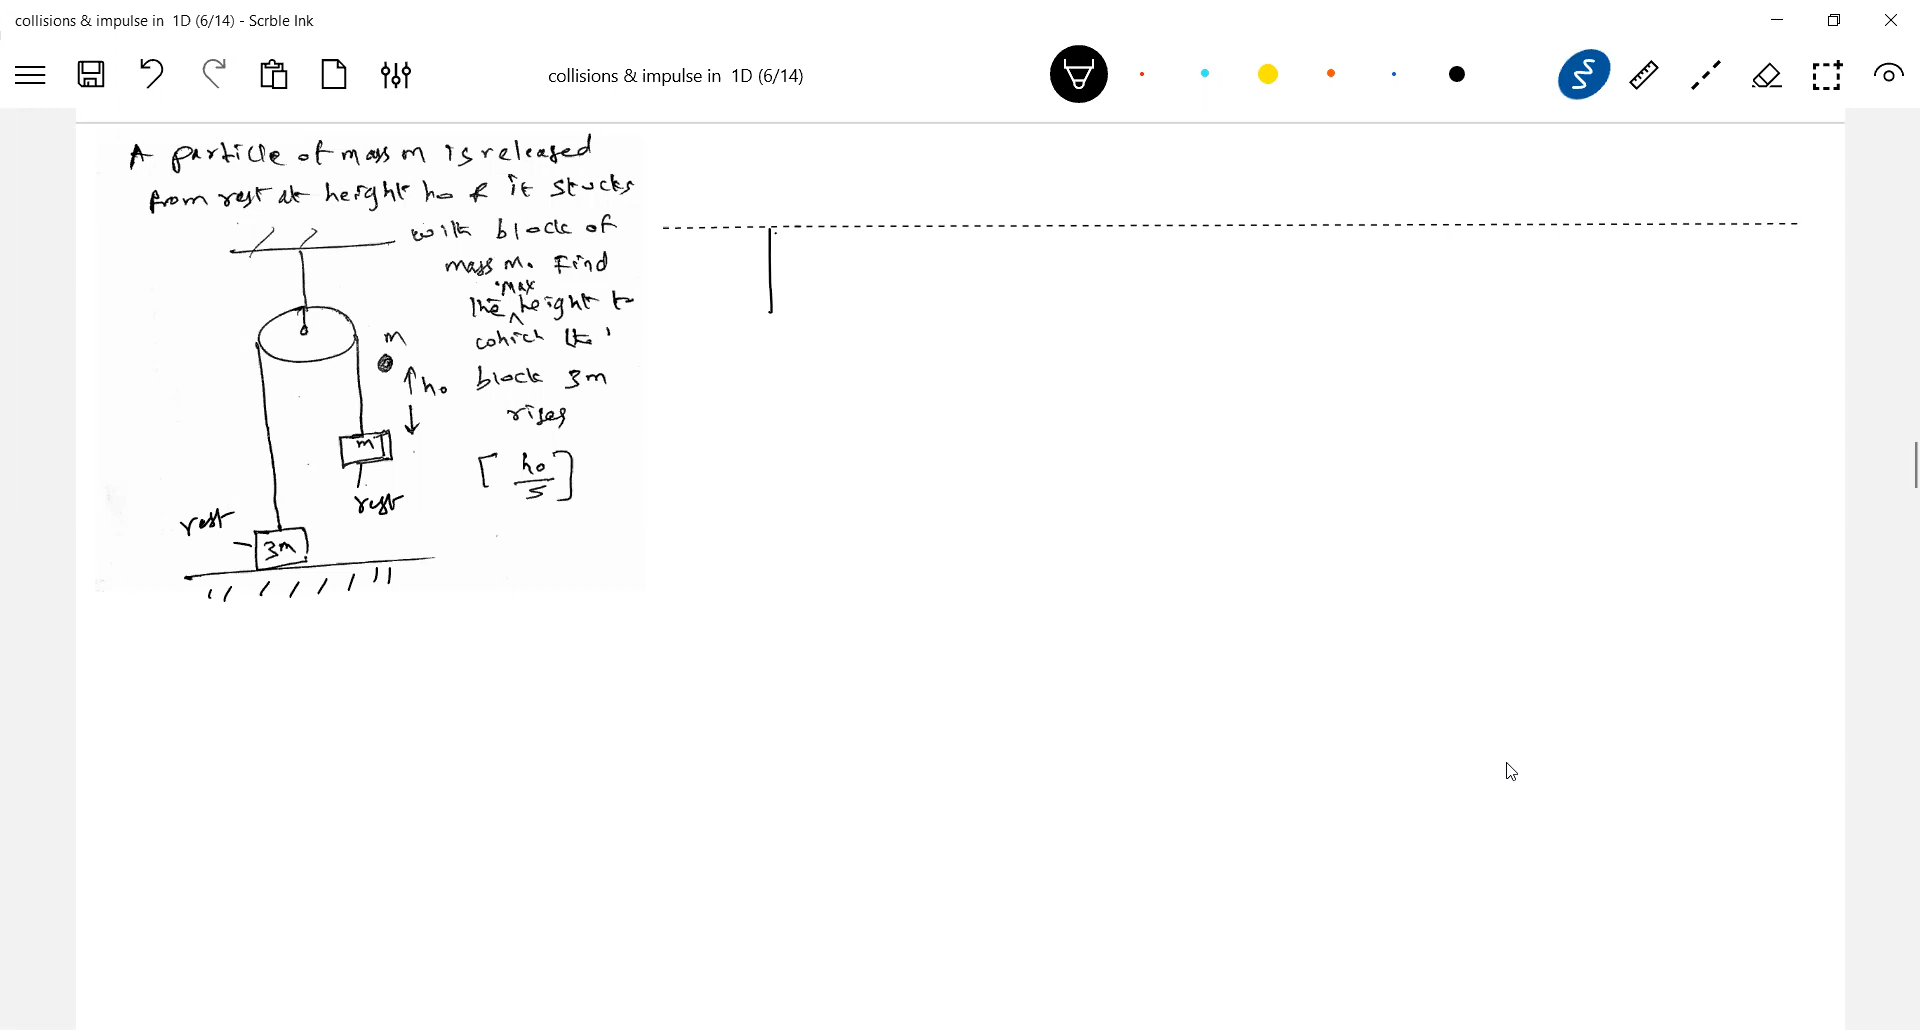 collisions & impulse in 1D (6/14) - Scrble Ink
collisions & impulse in 1D (6/14)
A particle of mass m is released
from rest at height h₀ & it stucks
with block of
mass m. Find
the max height to
which the
block 3m
rises
[h₀/5]
m
h₀
m
rest
rest
3m